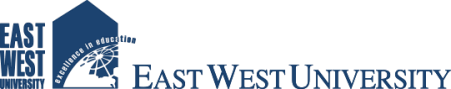 EAST
WEST
UNIVERSITY
excellence in education
EAST WEST UNIVERSITY